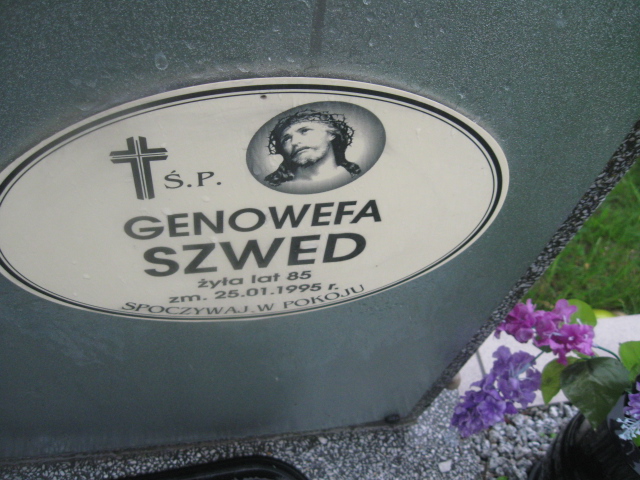 Ś.P.
GENOWEFA
SZWED
żyła lat 85
zm. 25.01.1995 r.
SPOCZYWAJ W POKOJU